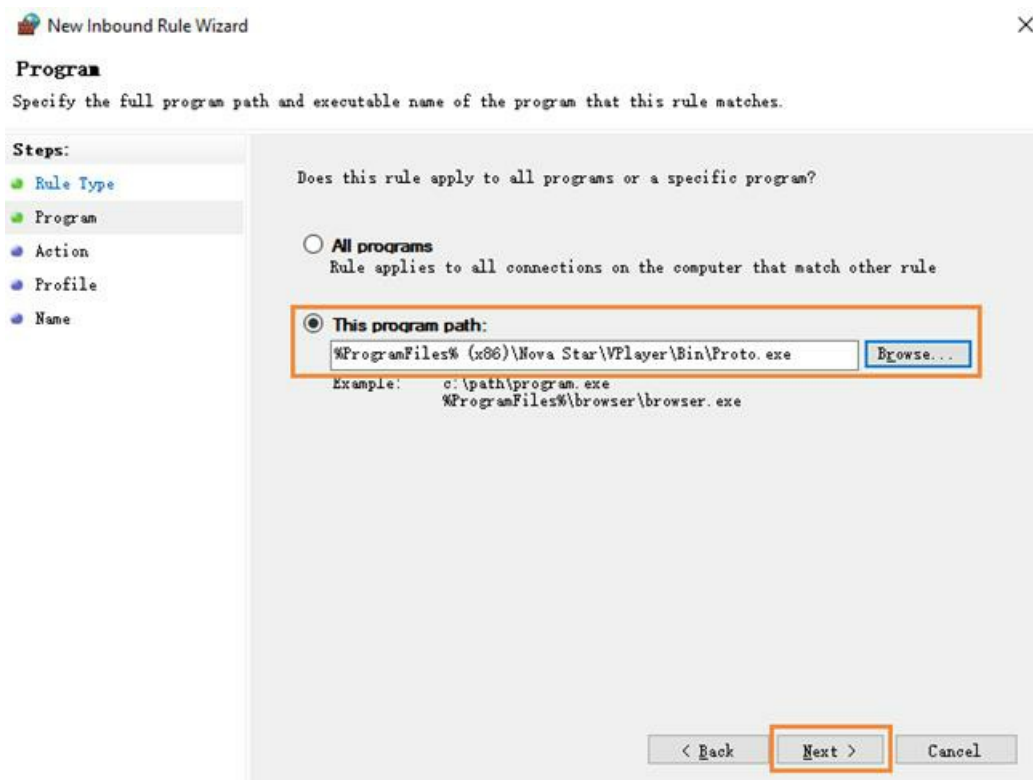 New Inbound Rule Wizard
Program
Specify the full program path and executable name of the program that this rule matches.
Steps:
Rule Type
Program
Action
Profile
Name
Does this rule apply to all programs or a specific program?
All programs
Rule applies to all connections on the computer that match other rule
This program path:
%ProgramFiles% (x86)\Nova Star\VPlayer\Bin\Proto.exe
Browse...
Example: c:\path\program.exe
%ProgramFiles%\browser\browser.exe
< Back
Next >
Cancel